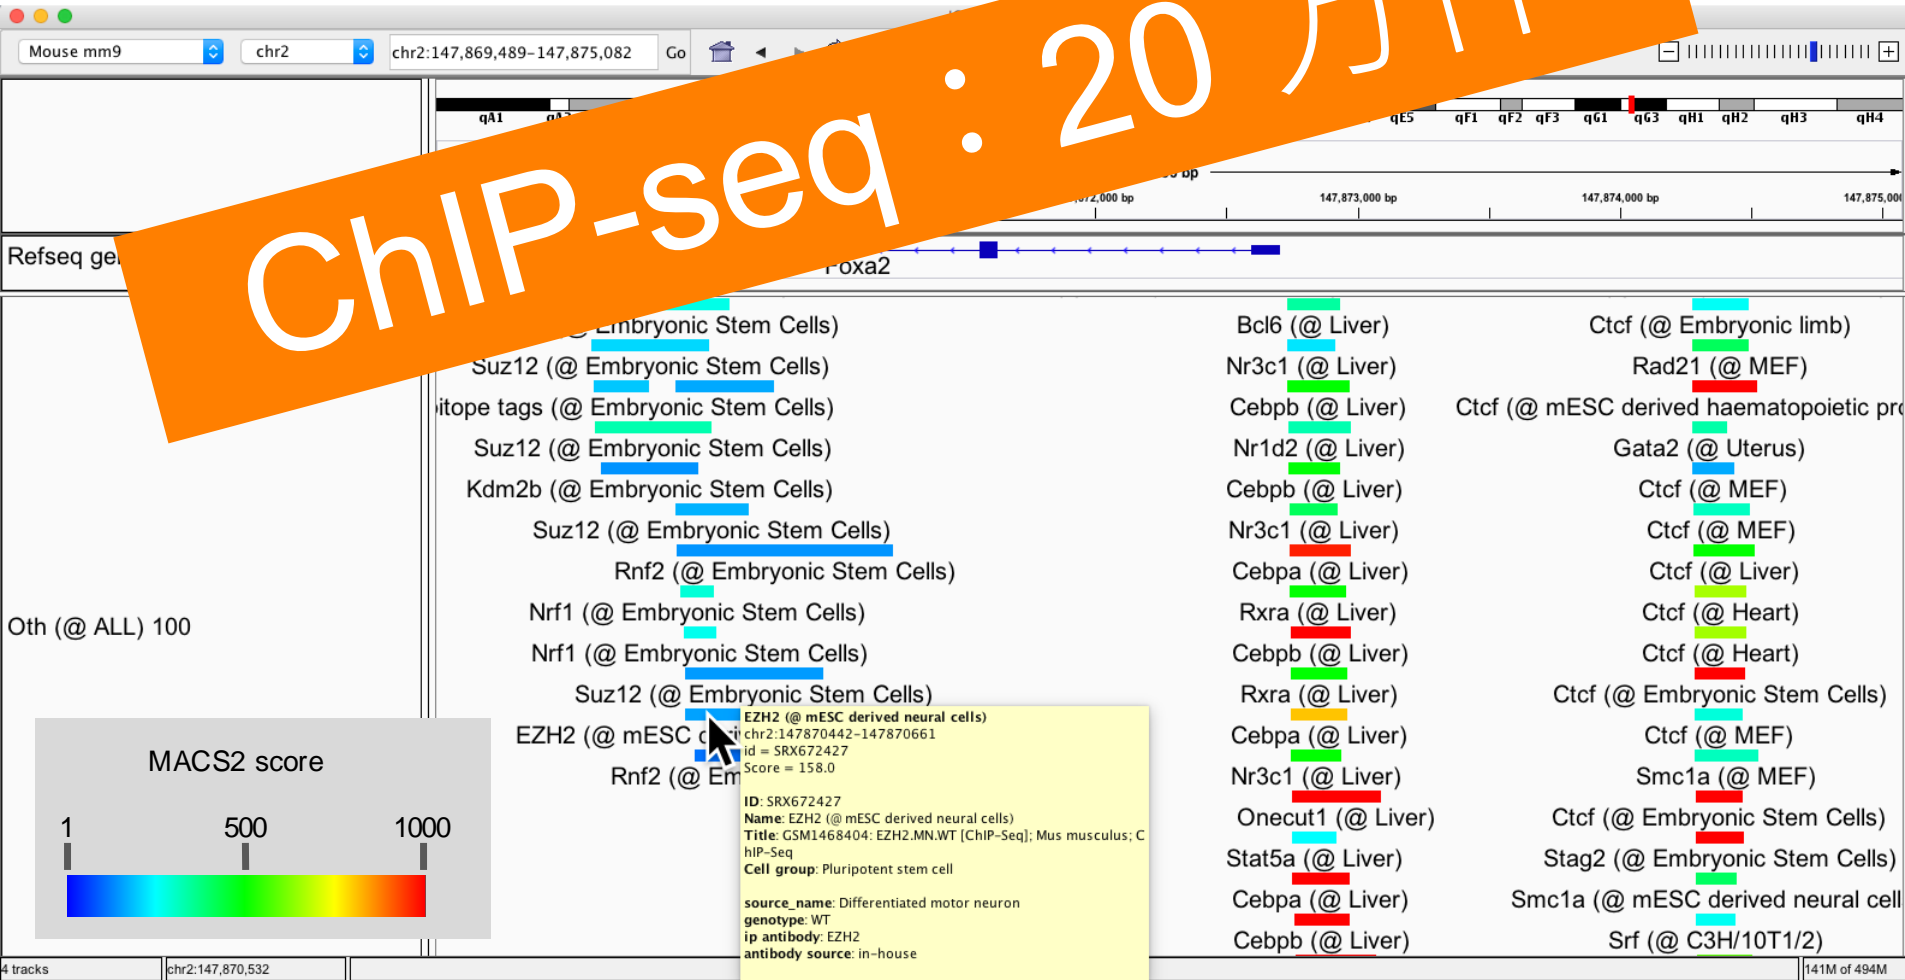 Mouse mm9
chr2
chr2:147,869,489-147,875,082
Go
ChIP-seq：20 万件
qA1
qE5
qF1
qF2
qF3
qG1
qG3
qH1
qH2
qH3
qH4
bp
147,873,000 bp
147,874,000 bp
Foxa2
Embryonic Stem Cells)
Suz12 (@ Embryonic Stem Cells)
itope tags (@ Embryonic Stem Cells)
Suz12 (@ Embryonic Stem Cells)
Kdm2b (@ Embryonic Stem Cells)
Suz12 (@ Embryonic Stem Cells)
Rnf2 (@ Embryonic Stem Cells)
Nrf1 (@ Embryonic Stem Cells)
Nrf1 (@ Embryonic Stem Cells)
Suz12 (@ Embryonic Stem Cells)
EZH2 (@ mESC
Rnf2 (@ Em
Bcl6 (@ Liver)
Nr3c1 (@ Liver)
Cebpb (@ Liver)
Nr1d2 (@ Liver)
Cebpb (@ Liver)
Nr3c1 (@ Liver)
Cebpa (@ Liver)
Rxra (@ Liver)
Cebpb (@ Liver)
Rxra (@ Liver)
Cebpa (@ Liver)
Nr3c1 (@ Liver)
Onecut1 (@ Liver)
Stat5a (@ Liver)
Cebpa (@ Liver)
Cebpb (@ Liver)
Ctcf (@ Embryonic limb)
Rad21 (@ MEF)
Ctcf (@ mESC derived haematopoietic pro
Gata2 (@ Uterus)
Ctcf (@ MEF)
Ctcf (@ MEF)
Ctcf (@ Liver)
Ctcf (@ Heart)
Ctcf (@ Heart)
Ctcf (@ Embryonic Stem Cells)
Ctcf (@ MEF)
Smc1a (@ MEF)
Ctcf (@ Embryonic Stem Cells)
Stag2 (@ Embryonic Stem Cells)
Smc1a (@ mESC derived neural cell
Srf (@ C3H/10T1/2)
Refseq ge
Oth (@ ALL) 100
MACS2 score
1
500
1000
EZH2 (@ mESC derived neural cells)
chr2:147870442-147870661
id = SRX672427
Score = 158.0
ID: SRX672427
Name: EZH2 (@ mESC derived neural cells)
Title: GSM1468404: EZH2.MN.WT [ChIP-Seq]; Mus musculus; C
hIP-Seq
Cell group: Pluripotent stem cell
source_name: Differentiated motor neuron
genotype: WT
ip antibody: EZH2
antibody source: in-house
4 tracks
chr2:147,870,532
141M of 494M